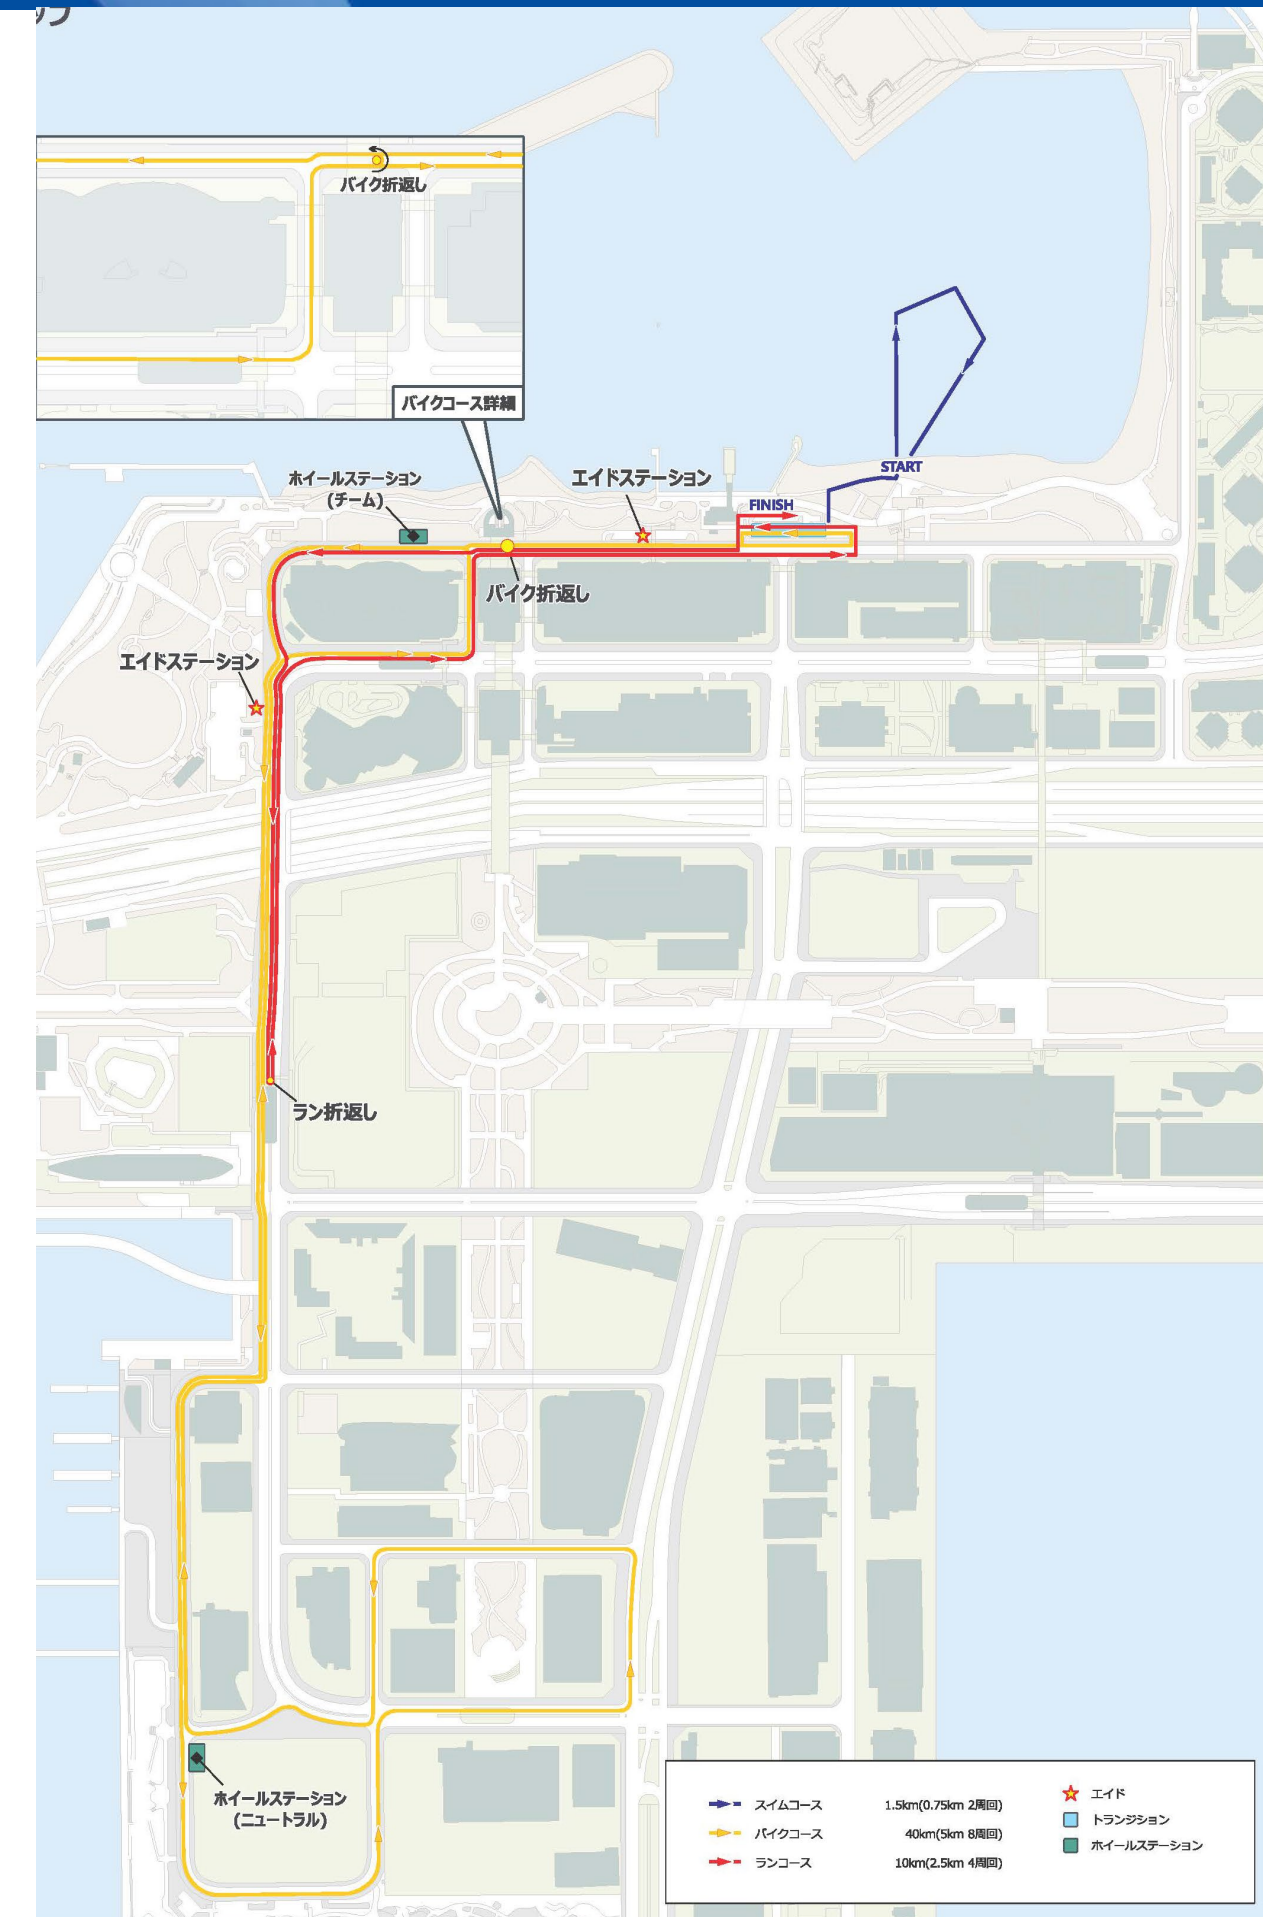 ップ
バイク折返し
バイクコース詳細
START
ホイールステーション
(チーム)
エイドステーション
FINISH
バイク折返し
エイドステーション
ラン折返し
ホイールステーション
(ニュートラル)
スイムコース 1.5km(0.75km 2周回)
バイクコース 40km(5km 8周回)
ランコース 10km(2.5km 4周回)
エイド
トランジション
ホイールステーション